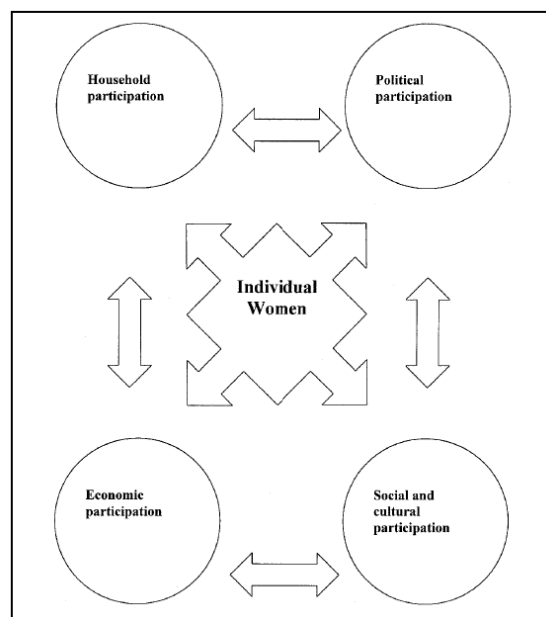 Household
participation
Political
participation
Individual
Women
Economic
participation
Social and
cultural
participation